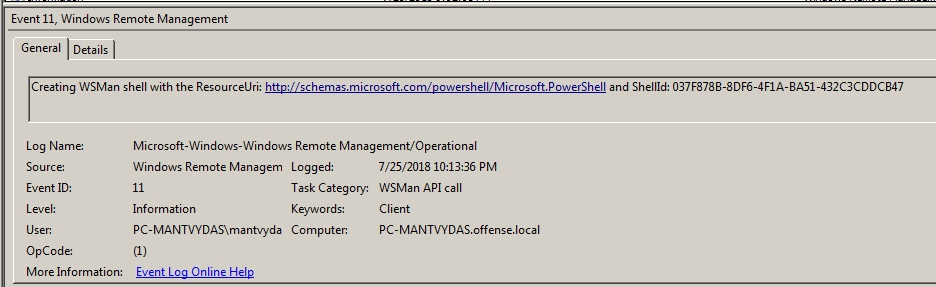 Event 11, Windows Remote Management
General Details
Creating WSMan shell with the ResourceUri: http://schemas.microsoft.com/powershell/Microsoft.PowerShell and ShellId: 037F878B-8DF6-4F1A-BA51-432C3CDDCB47
Log Name: Microsoft-Windows-Windows Remote Management/Operational
Source: Windows Remote Managem Logged: 7/25/2018 10:13:36 PM
Event ID: 11 Task Category: WSMan API call
Level: Information Keywords: Client
User: PC-MANTVYDAS\mantvyda Computer: PC-MANTVYDAS.offense.local
OpCode: (1)
More Information: Event Log Online Help